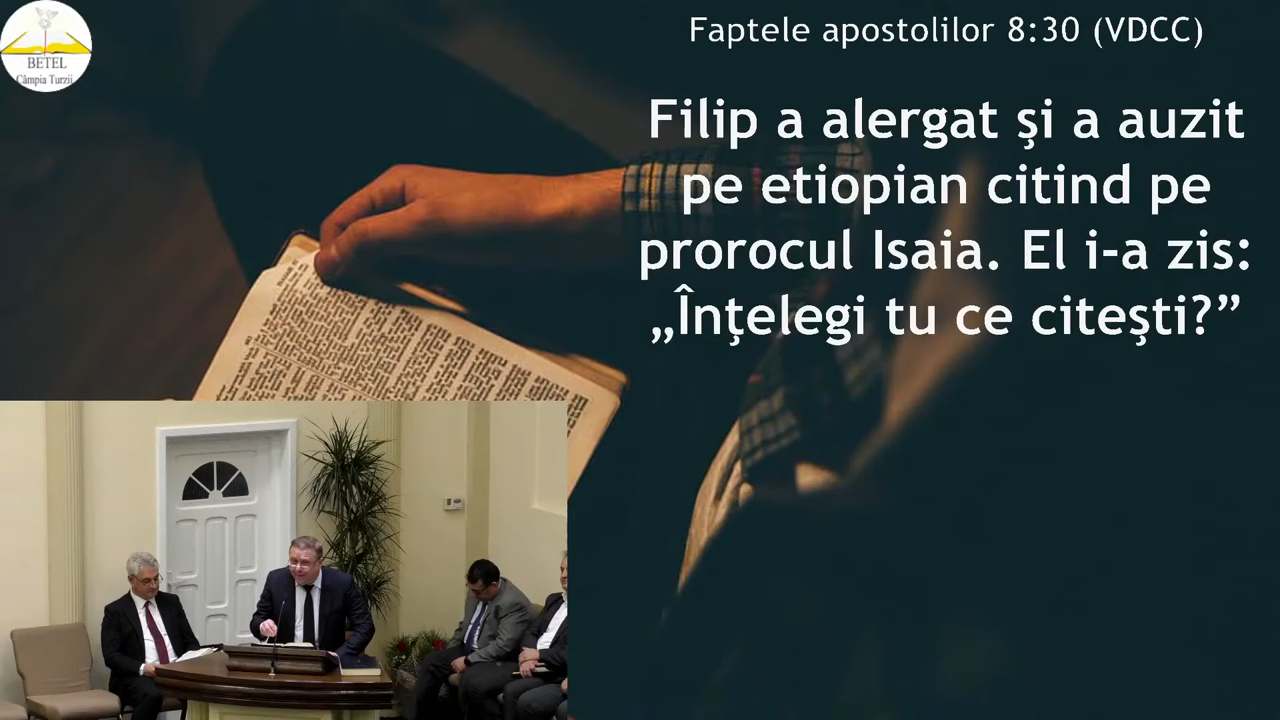 BETEL
Câmpia Turzii
Faptele apostolilor 8:30 (VDCC)
Filip a alergat şi a auzit
pe etiopian citind pe
prorocul Isaia. El i-a zis:
„Înţelegi tu ce citeşti?”